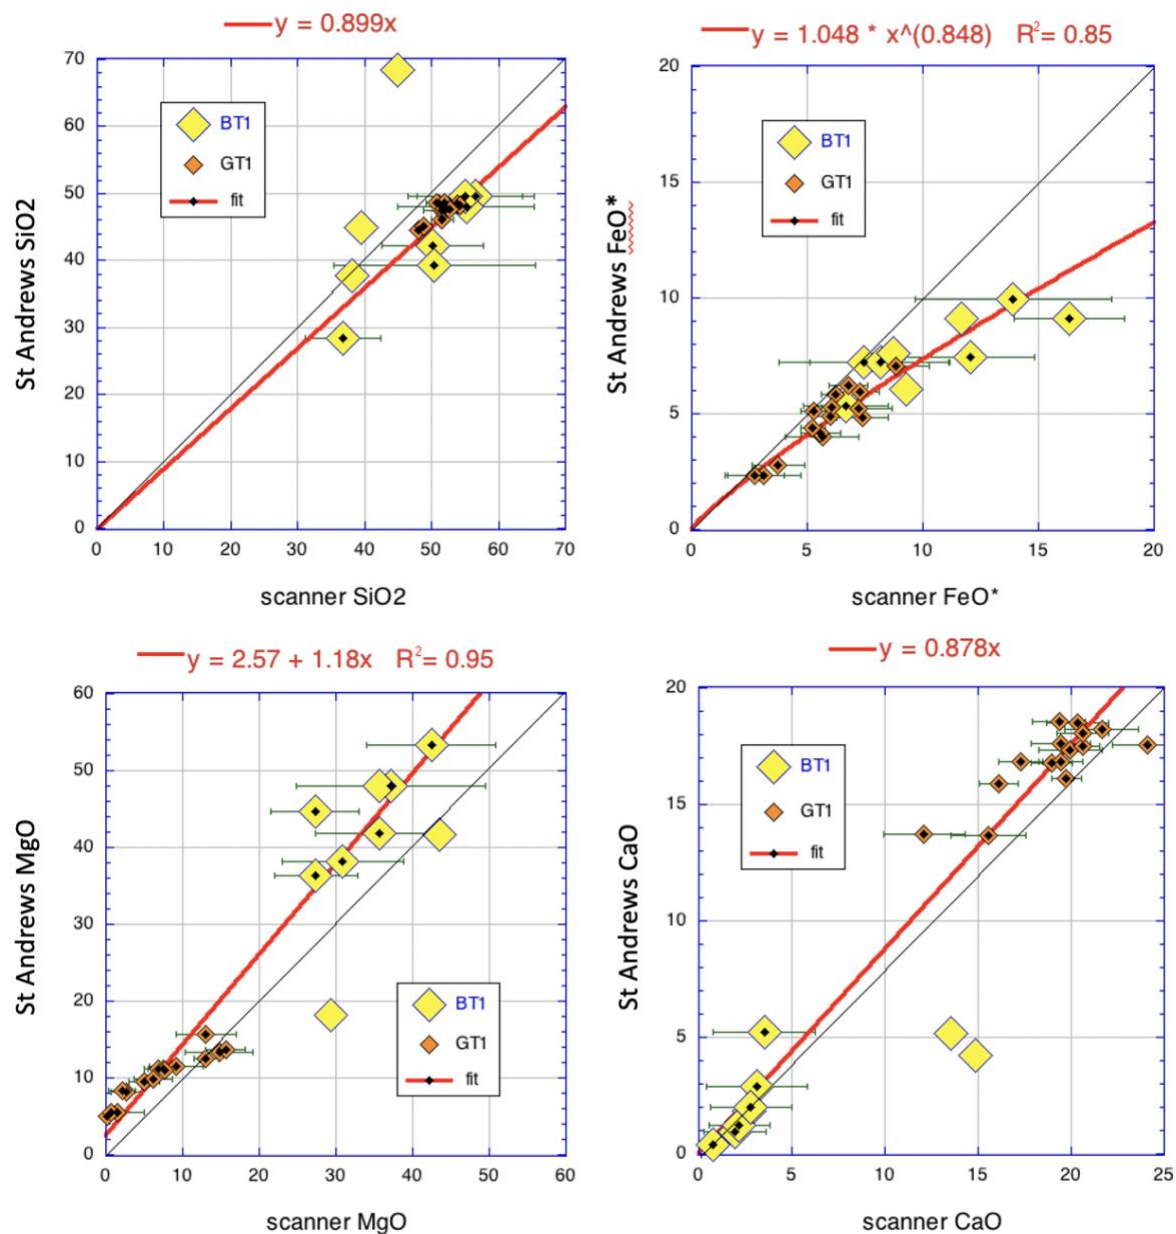 y = 0.899x
70
60
50
40
30
20
10
0
0 10 20 30 40 50 60 70
BT1
GT1
fit
St Andrews SiO2
scanner SiO2
y = 1.048 * x^(0.848) R²= 0.85
20
15
10
5
0
0 5 10 15 20
BT1
GT1
fit
St Andrews FeO*
scanner FeO*
y = 2.57 + 1.18x R²= 0.95
60
50
40
30
20
10
0
0 10 20 30 40 50 60
BT1
GT1
fit
St Andrews MgO
scanner MgO
y = 0.878x
20
15
10
5
0
0 5 10 15 20 25
BT1
GT1
fit
St Andrews CaO
scanner CaO